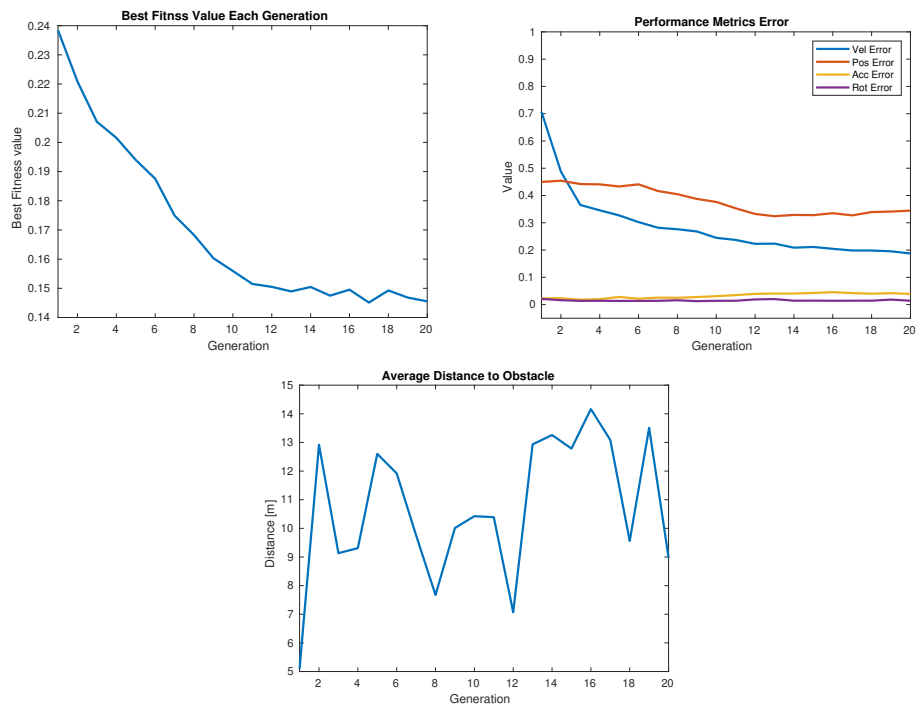 Best Fitnss Value Each Generation
0.24
0.23
0.22
0.21
0.2
0.19
0.18
0.17
0.16
0.15
0.14
2 4 6 8 10 12 14 16 18 20
Best Fitness value
Generation
Performance Metrics Error
1
0.9
0.8
0.7
0.6
0.5
0.4
0.3
0.2
0.1
0
2 4 6 8 10 12 14 16 18 20
Value
Generation
Vel Error
Pos Error
Acc Error
Rot Error
Average Distance to Obstacle
15
14
13
12
11
10
9
8
7
6
5
2 4 6 8 10 12 14 16 18 20
Distance [m]
Generation